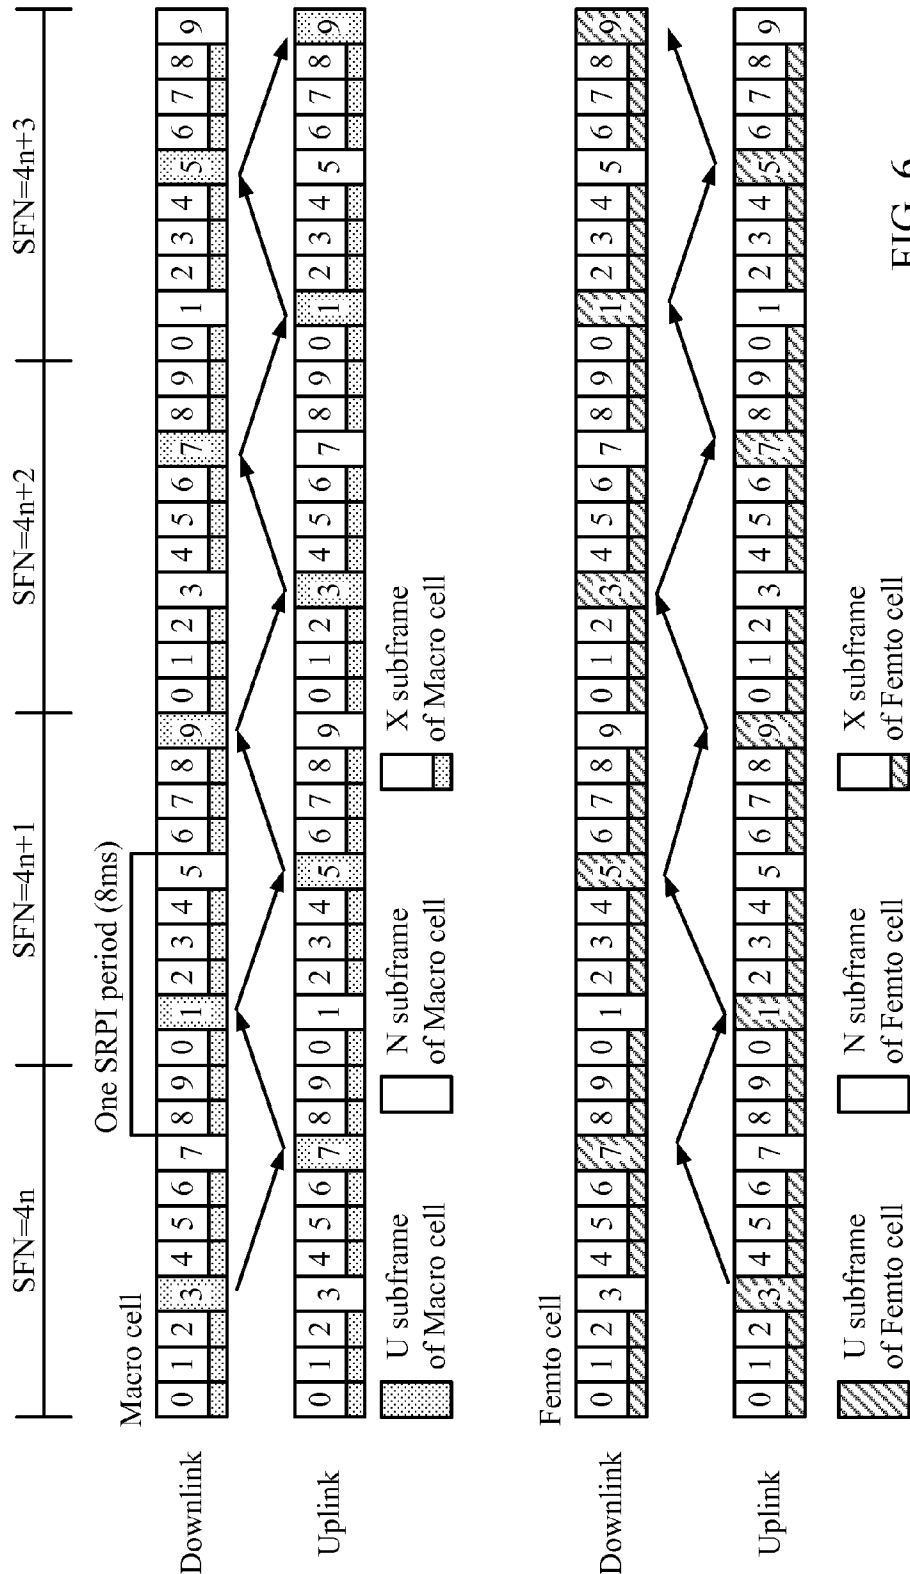 SFN=4n SFN=4n+1 SFN=4n+2 SFN=4n+3
One SRPI period (8ms)
Macro cell
Downlink 0 1 2 3 4 5 6 7 8 9 0 1 2 3 4 5 6 7 8 9 0 1 2 3 4 5 6 7 8 9 0 1 2 3 4 5 6 7 8 9
Uplink 0 1 2 3 4 5 6 7 8 9 0 1 2 3 4 5 6 7 8 9 0 1 2 3 4 5 6 7 8 9 0 1 2 3 4 5 6 7 8 9
U subframe
of Macro cell
N subframe
of Macro cell
X subframe
of Macro cell
Femto cell
Downlink 0 1 2 3 4 5 6 7 8 9 0 1 2 3 4 5 6 7 8 9 0 1 2 3 4 5 6 7 8 9 0 1 2 3 4 5 6 7 8 9
Uplink 0 1 2 3 4 5 6 7 8 9 0 1 2 3 4 5 6 7 8 9 0 1 2 3 4 5 6 7 8 9 0 1 2 3 4 5 6 7 8 9
U subframe
of Femto cell
N subframe
of Femto cell
X subframe
of Femto cell
FIG. 6